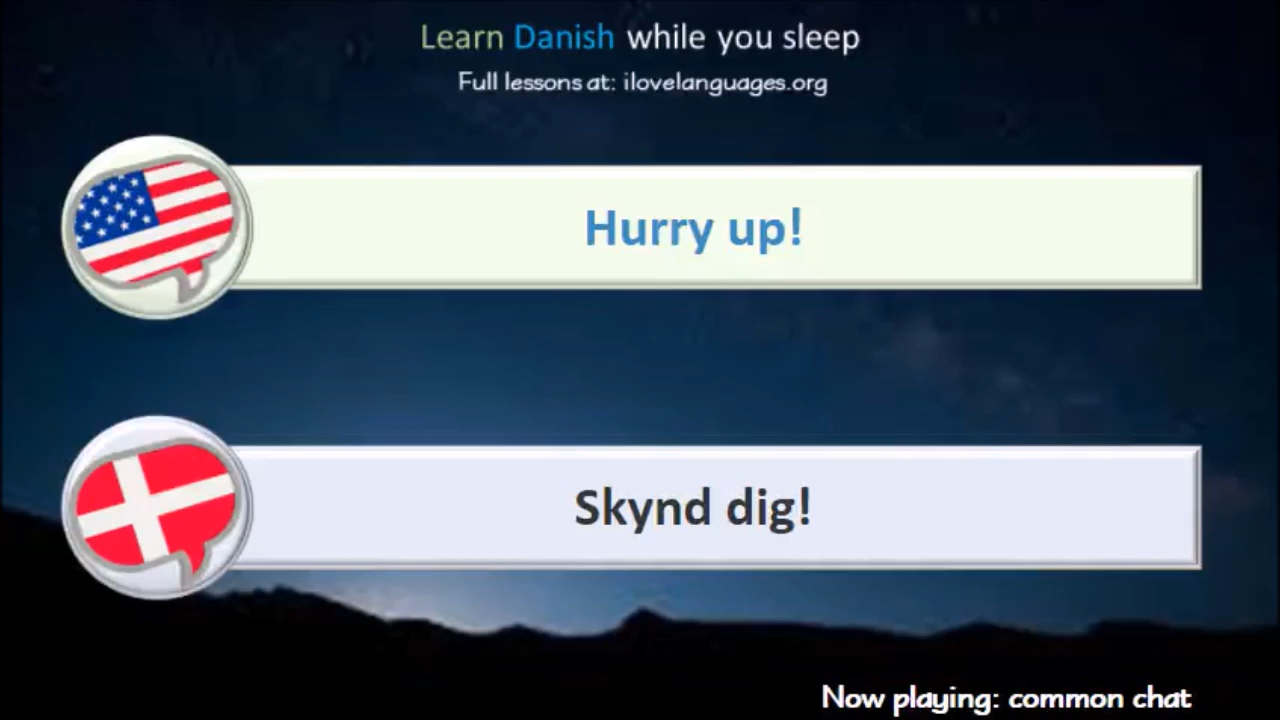 Learn Danish while you sleep
Full lessons at: ilovelanguages.org
Hurry up!
Skynd dig!
Now playing: common chat